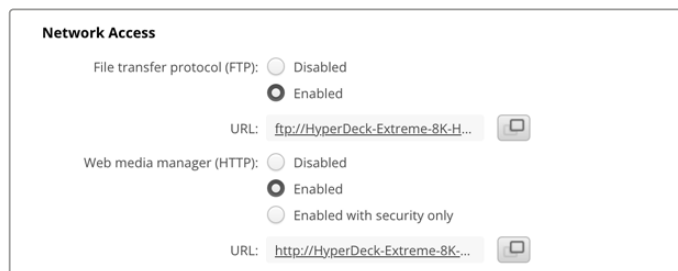 Network Access
File transfer protocol (FTP): Disabled
Enabled
URL: ftp://HyperDeck-Extreme-8K-H...
Web media manager (HTTP): Disabled
Enabled
Enabled with security only
URL: http://HyperDeck-Extreme-8K-...